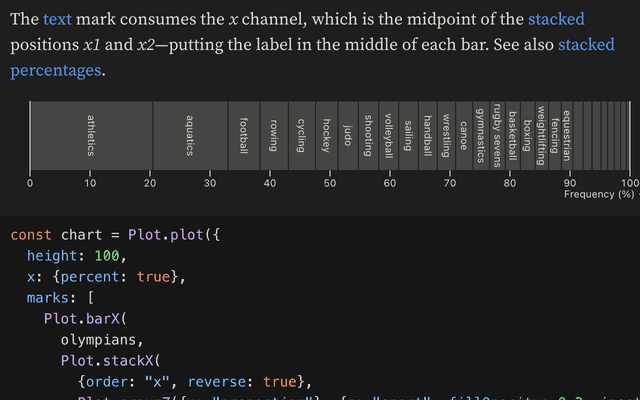 The text mark consumes the x channel, which is the midpoint of the stacked
positions x1 and x2—putting the label in the middle of each bar. See also stacked
percentages.
athletics
aquatics
football
rowing
cycling
hockey
judo
shooting
volleyball
sailing
handball
wrestling
canoe
gymnastics
rugby sevens
basketball
boxing
weightlifting
fencing
equestrian
0 10 20 30 40 50 60 70 80 90 100
Frequency (%)
const chart = Plot.plot({
height: 100,
x: {percent: true},
marks: [
Plot.barX(
olympians,
Plot.stackX(
{order: "x", reverse: true},